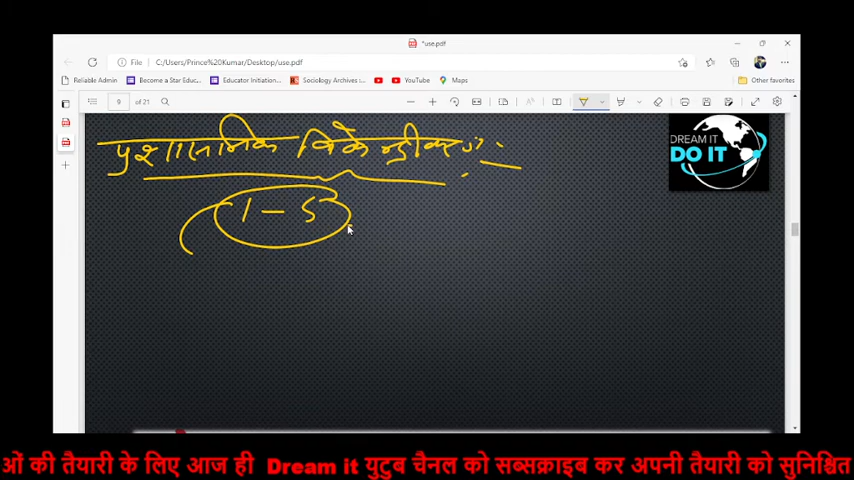 *use.pdf
File C:/Users/Prince%20Kumar/Desktop/use.pdf
Reliable Admin Become a Star Educ... Educator Initiation... Sociology Archives :... YouTube Maps Other favorites
9 of 21
प्रशासनिक विकेन्द्रीकरण :-
1 - 5
DREAM IT
DO IT
ओं की तैयारी के लिए आज ही Dream it युटुब चैनल को सब्सक्राइब कर अपनी तैयारी को सुनिश्चित